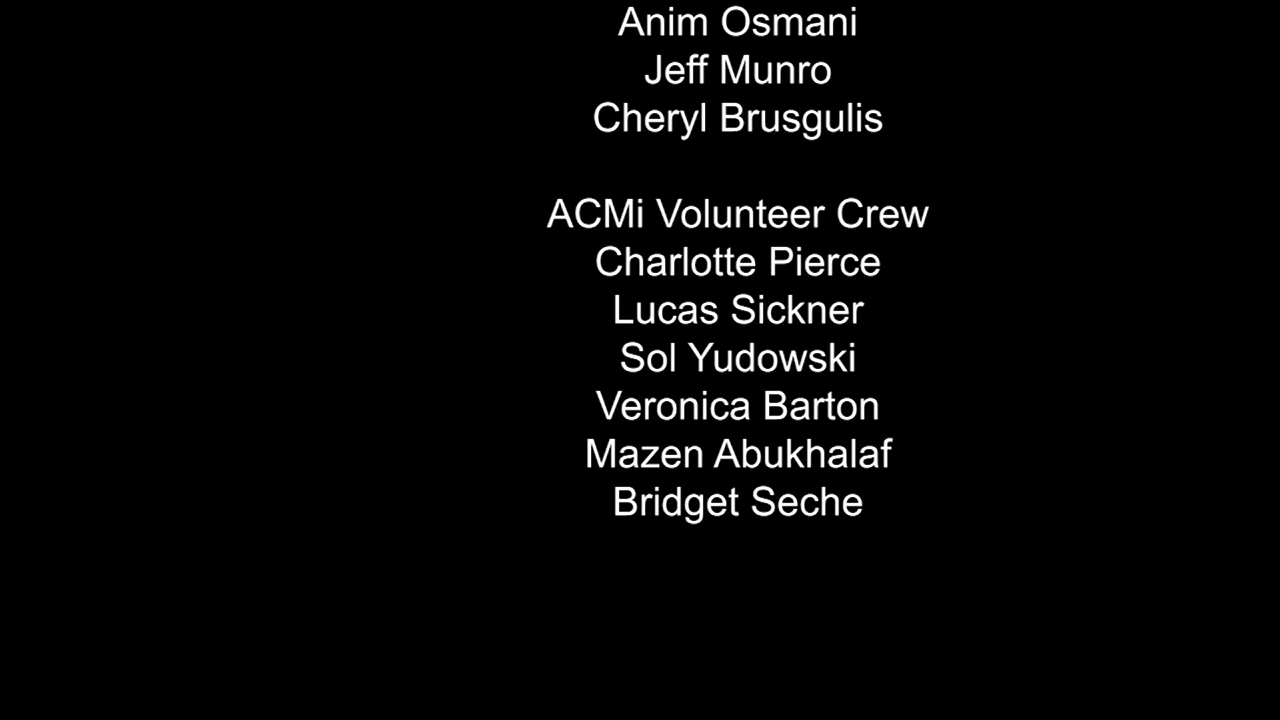 Anim Osmani
Jeff Munro
Cheryl Brusgulis
ACMi Volunteer Crew
Charlotte Pierce
Lucas Sickner
Sol Yudowski
Veronica Barton
Mazen Abukhalaf
Bridget Seche